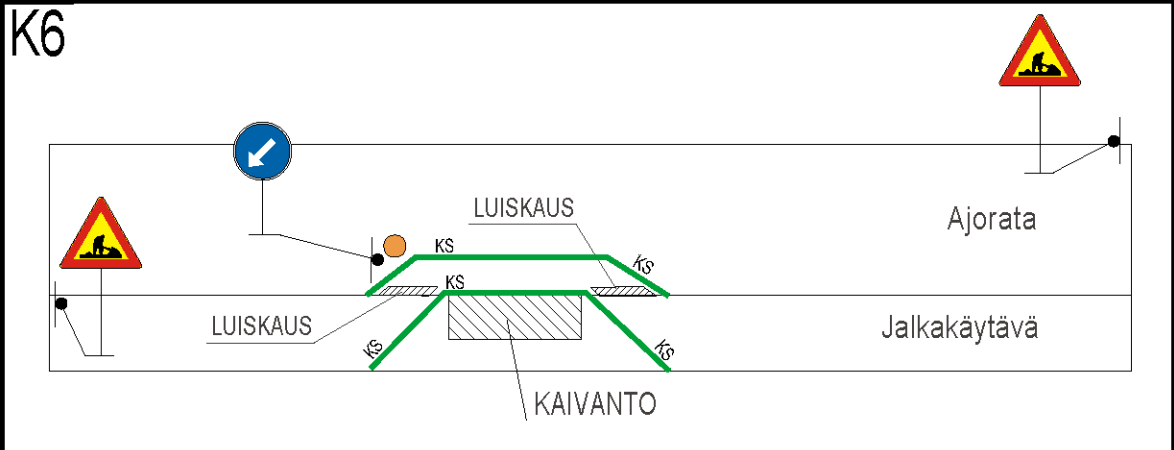 K6
LUISKAUS
Ajorata
KS
KS
KS
LUISKAUS
Jalkakäytävä
KS
KS
KAIVANTO